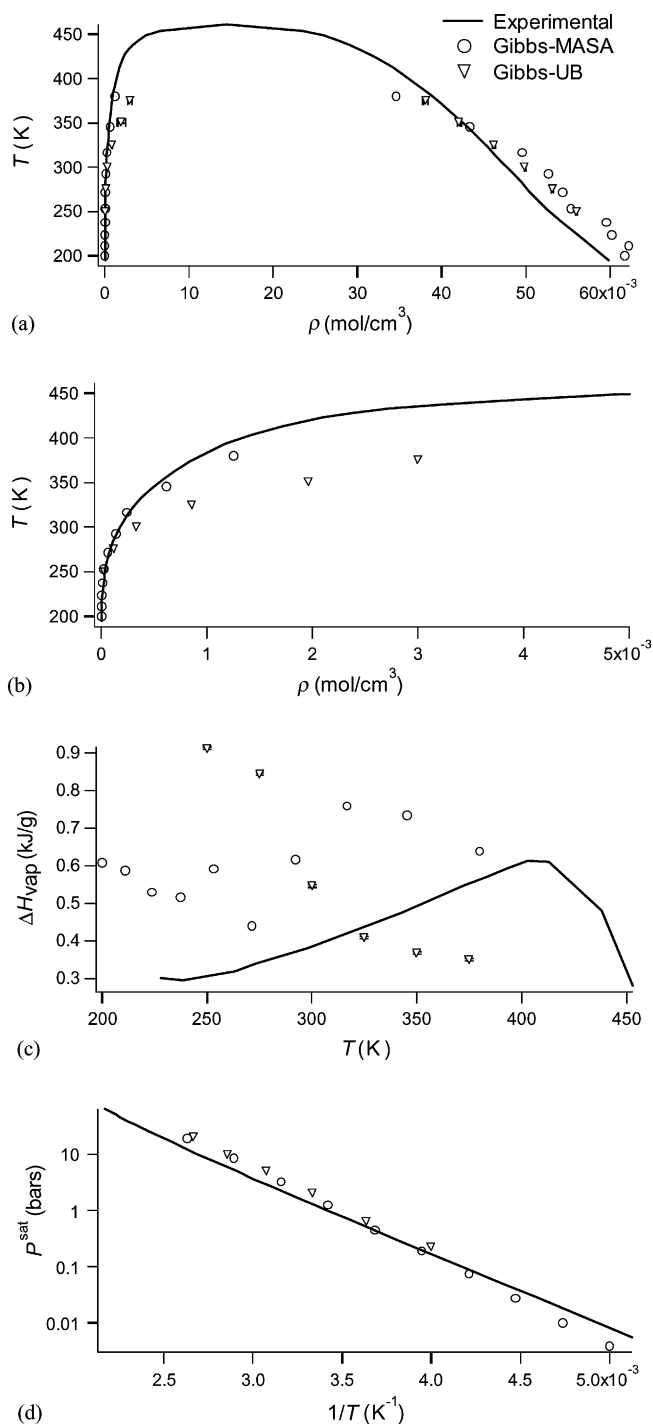 Experimental
Gibbs-MASA
Gibbs-UB
T (K)
450
400
350
300
250
200
0
10
20
30
40
50
60x10⁻³
ρ (mol/cm³)
(a)
T (K)
450
400
350
300
250
200
0
1
2
3
4
5x10⁻³
ρ (mol/cm³)
(b)
ΔHvap (kJ/g)
0.9
0.8
0.7
0.6
0.5
0.4
0.3
200
250
300
350
400
450
T (K)
(c)
Pˢᵃᵗ (bars)
10
1
0.1
0.01
2.5
3.0
3.5
4.0
4.5
5.0x10⁻³
1/T (K⁻¹)
(d)